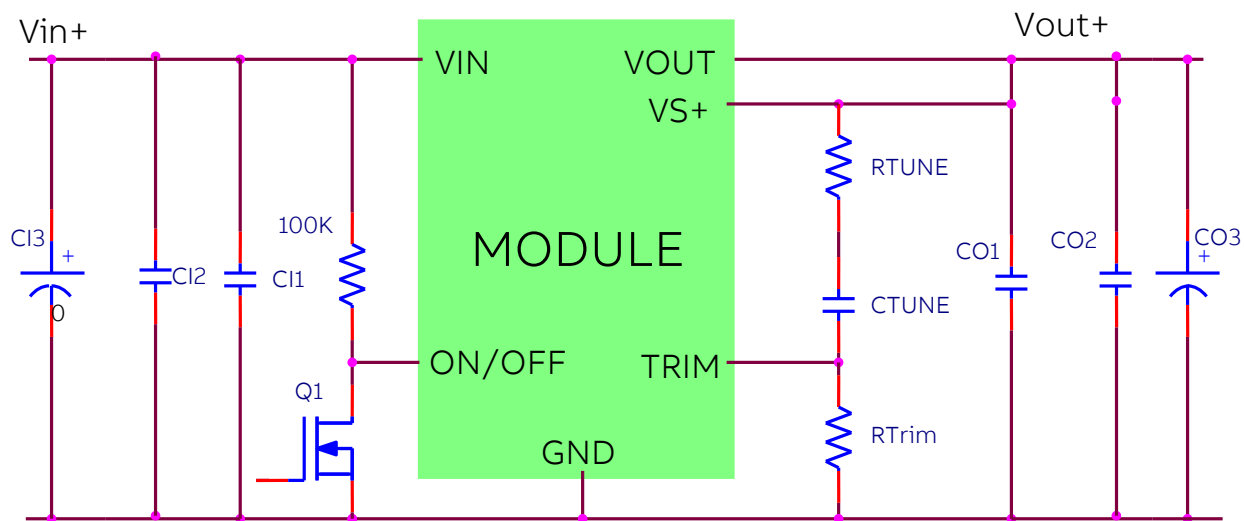 Vin+
Vout+
VIN
VOUT
VS+
RTUNE
100K
CI3
+
CI2
CI1
MODULE
CO1
CO2
CO3
+
0
CTUNE
ON/OFF
TRIM
Q1
RTrim
GND